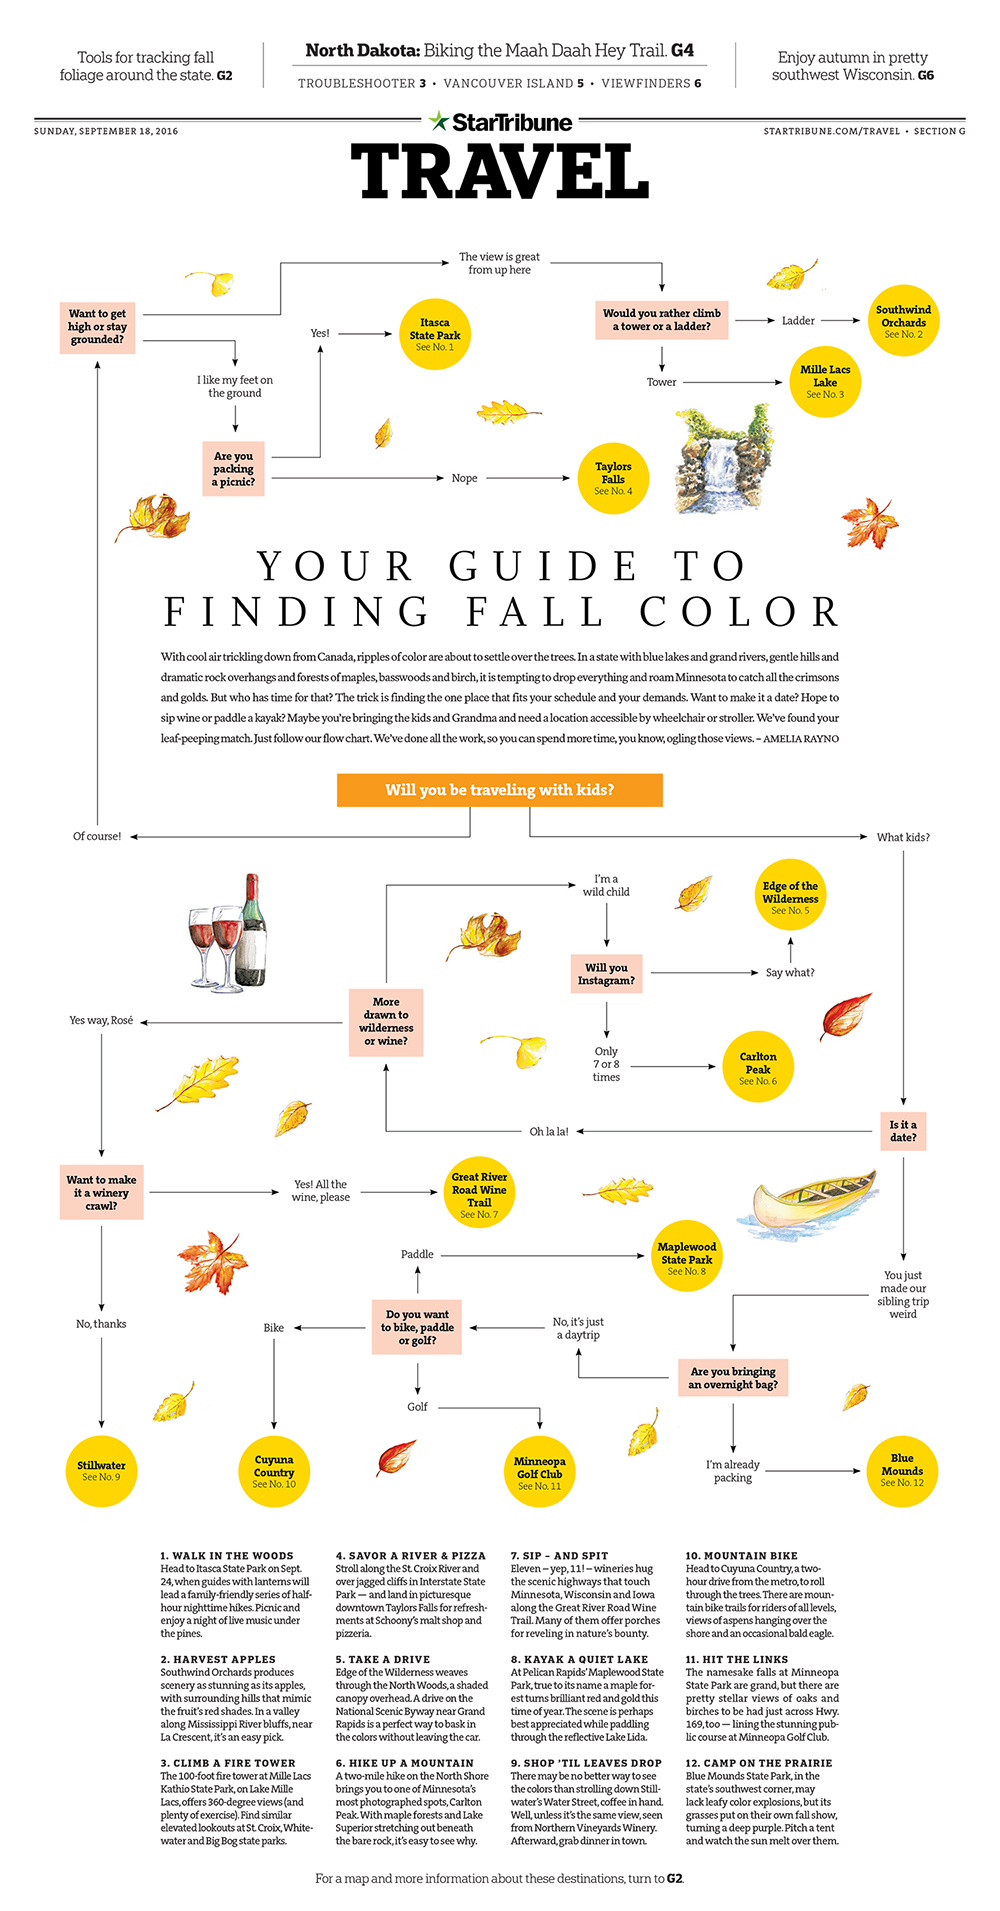 Tools for tracking fall
foliage around the state. G2
North Dakota: Biking the Maah Daah Hey Trail. G4
TROUBLESHOOTER 3 • VANCOUVER ISLAND 5 • VIEWFINDERS 6
Enjoy autumn in pretty
southwest Wisconsin. G6
SUNDAY, SEPTEMBER 18, 2016
StarTribune
STARTRIBUNE.COM/TRAVEL • SECTION G
TRAVEL
The view is great
from up here
Want to get
high or stay
grounded?
Yes!
Itasca
State Park
See No. 1
Would you rather climb
a tower or a ladder?
Ladder
Southwind
Orchards
See No. 2
I like my feet on
the ground
Tower
Mille Lacs
Lake
See No. 3
Are you
packing
a picnic?
Nope
Taylors
Falls
See No. 4
YOUR GUIDE TO
FINDING FALL COLOR
With cool air trickling down from Canada, ripples of color are about to settle over the trees. In a state with blue lakes and grand rivers, gentle hills and
dramatic rock overhangs and forests of maples, basswoods and birch, it is tempting to drop everything and roam Minnesota to catch all the crimsons
and golds. But who has time for that? The trick is finding the one place that fits your schedule and your demands. Want to make it a date? Hope to
sip wine or paddle a kayak? Maybe you're bringing the kids and Grandma and need a location accessible by wheelchair or stroller. We've found your
leaf-peeping match. Just follow our flow chart. We've done all the work, so you can spend more time, you know, ogling those views. – AMELIA RAYNO
Will you be traveling with kids?
Of course!
What kids?
I'm a
wild child
Edge of the
Wilderness
See No. 5
Will you
Instagram?
Say what?
More
drawn to
wilderness
or wine?
Yes way, Rosé
Only
7 or 8
times
Carlton
Peak
See No. 6
Oh la la!
Is it a
date?
Want to make
it a winery
crawl?
Yes! All the
wine, please
Great River
Road Wine
Trail
See No. 7
Paddle
Maplewood
State Park
See No. 8
You just
made our
sibling trip
weird
No, thanks
Bike
Do you want
to bike, paddle
or golf?
No, it's just
a daytrip
Are you bringing
an overnight bag?
Golf
Stillwater
See No. 9
Cuyuna
Country
See No. 10
Minneopa
Golf Club
See No. 11
I'm already
packing
Blue
Mounds
See No. 12
1. WALK IN THE WOODS
Head to Itasca State Park on Sept.
24, when guides with lanterns will
lead a family-friendly series of half-
hour nighttime hikes. Picnic and
enjoy a night of live music under
the pines.
2. HARVEST APPLES
Southwind Orchards produces
scenery as stunning as its apples,
with surrounding hills that mimic
the fruit's red shades. In a valley
along Mississippi River bluffs, near
La Crescent, it's an easy pick.
3. CLIMB A FIRE TOWER
The 100-foot fire tower at Mille Lacs
Kathio State Park, on Lake Mille
Lacs, offers 360-degree views (and
plenty of exercise). Find similar
elevated lookouts at St. Croix, White-
water and Big Bog state parks.
4. SAVOR A RIVER & PIZZA
Stroll along the St. Croix River and
over jagged cliffs in Interstate State
Park — and land in picturesque
downtown Taylors Falls for refresh-
ments at Schoony's malt shop and
pizzeria.
5. TAKE A DRIVE
Edge of the Wilderness weaves
through the North Woods, a shaded
canopy overhead. A drive on the
National Scenic Byway near Grand
Rapids is a perfect way to bask in
the colors without leaving the car.
6. HIKE UP A MOUNTAIN
A two-mile hike on the North Shore
brings you to one of Minnesota's
most photographed spots, Carlton
Peak. With maple forests and Lake
Superior stretching out beneath
the bare rock, it's easy to see why.
7. SIP – AND SPIT
Eleven – yep, 11! – wineries hug
the scenic highways that touch
Minnesota, Wisconsin and Iowa
along the Great River Road Wine
Trail. Many of them offer porches
for reveling in nature's bounty.
8. KAYAK A QUIET LAKE
At Pelican Rapids' Maplewood State
Park, true to its name a maple for-
est turns brilliant red and gold this
time of year. The scene is perhaps
best appreciated while paddling
through the reflective Lake Lida.
9. SHOP 'TIL LEAVES DROP
There may be no better way to see
the colors than strolling down Still-
water's Water Street, coffee in hand.
Well, unless it's the same view, seen
from Northern Vineyards Winery.
Afterward, grab dinner in town.
10. MOUNTAIN BIKE
Head to Cuyuna Country, a two-
hour drive from the metro, to roll
through the trees. There are moun-
tain bike trails for riders of all levels,
views of aspens hanging over the
shore and an occasional bald eagle.
11. HIT THE LINKS
The namesake falls at Minneopa
State Park are grand, but there are
pretty stellar views of oaks and
birches to be had just across Hwy.
169, too — lining the stunning pub-
lic course at Minneopa Golf Club.
12. CAMP ON THE PRAIRIE
Blue Mounds State Park, in the
state's southwest corner, may
lack leafy color explosions, but its
grasses put on their own fall show,
turning a deep purple. Pitch a tent
and watch the sun melt over them.
For a map and more information about these destinations, turn to G2.